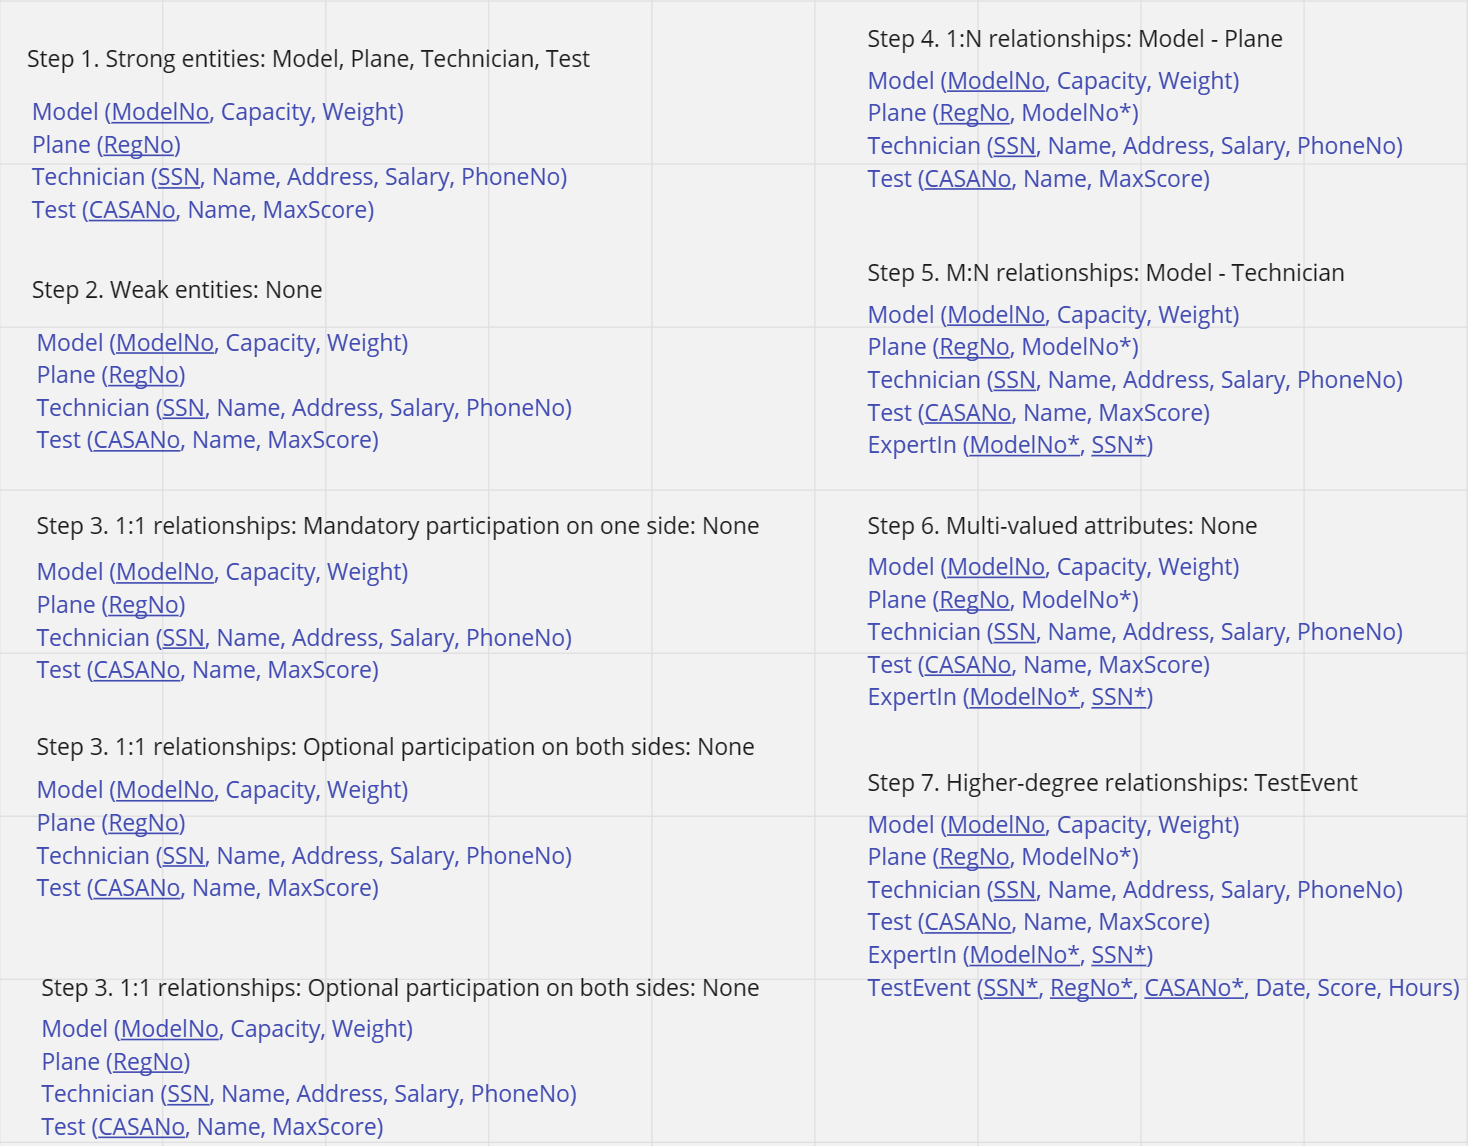 Step 1. Strong entities: Model, Plane, Technician, Test
Model (ModelNo, Capacity, Weight)
Plane (RegNo)
Technician (SSN, Name, Address, Salary, PhoneNo)
Test (CASANo, Name, MaxScore)
Step 2. Weak entities: None
Model (ModelNo, Capacity, Weight)
Plane (RegNo)
Technician (SSN, Name, Address, Salary, PhoneNo)
Test (CASANo, Name, MaxScore)
Step 3. 1:1 relationships: Mandatory participation on one side: None
Model (ModelNo, Capacity, Weight)
Plane (RegNo)
Technician (SSN, Name, Address, Salary, PhoneNo)
Test (CASANo, Name, MaxScore)
Step 3. 1:1 relationships: Optional participation on both sides: None
Model (ModelNo, Capacity, Weight)
Plane (RegNo)
Technician (SSN, Name, Address, Salary, PhoneNo)
Test (CASANo, Name, MaxScore)
Step 3. 1:1 relationships: Optional participation on both sides: None
Model (ModelNo, Capacity, Weight)
Plane (RegNo)
Technician (SSN, Name, Address, Salary, PhoneNo)
Test (CASANo, Name, MaxScore)
Step 4. 1:N relationships: Model - Plane
Model (ModelNo, Capacity, Weight)
Plane (RegNo, ModelNo*)
Technician (SSN, Name, Address, Salary, PhoneNo)
Test (CASANo, Name, MaxScore)
Step 5. M:N relationships: Model - Technician
Model (ModelNo, Capacity, Weight)
Plane (RegNo, ModelNo*)
Technician (SSN, Name, Address, Salary, PhoneNo)
Test (CASANo, Name, MaxScore)
ExpertIn (ModelNo*, SSN*)
Step 6. Multi-valued attributes: None
Model (ModelNo, Capacity, Weight)
Plane (RegNo, ModelNo*)
Technician (SSN, Name, Address, Salary, PhoneNo)
Test (CASANo, Name, MaxScore)
ExpertIn (ModelNo*, SSN*)
Step 7. Higher-degree relationships: TestEvent
Model (ModelNo, Capacity, Weight)
Plane (RegNo, ModelNo*)
Technician (SSN, Name, Address, Salary, PhoneNo)
Test (CASANo, Name, MaxScore)
ExpertIn (ModelNo*, SSN*)
TestEvent (SSN*, RegNo*, CASANo*, Date, Score, Hours)